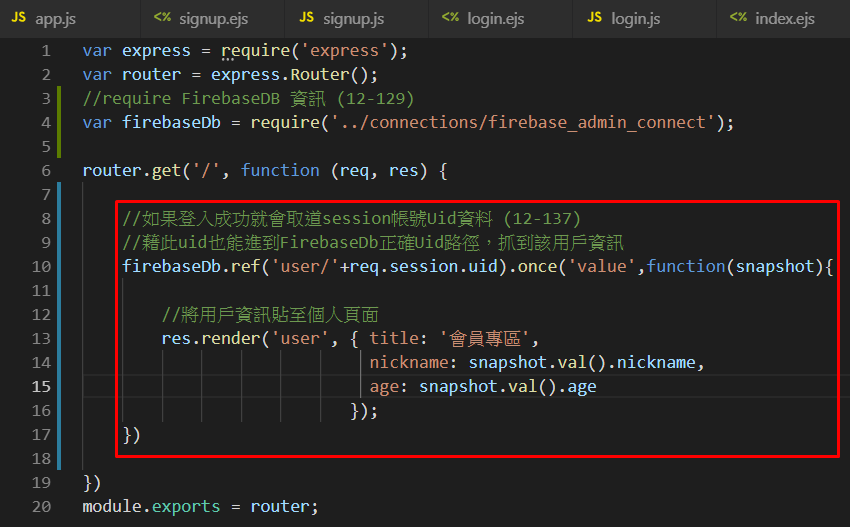 JS app.js <%> signup.ejs JS signup.js <%> login.ejs JS login.js <%> index.ejs
1 var express = require('express');
2 var router = express.Router();
3 //require FirebaseDB 資訊 (12-129)
4 var firebaseDb = require('../connections/firebase_admin_connect');
5
6 router.get('/', function (req, res) {
7
8 //如果登入成功就會取道session帳號Uid資料 (12-137)
9 //藉此uid也能進到FirebaseDb正確Uid路徑，抓到該用戶資訊
10 firebaseDb.ref('user/'+req.session.uid).once('value',function(snapshot){
11
12 //將用戶資訊貼至個人頁面
13 res.render('user', { title: '會員專區',
14 nickname: snapshot.val().nickname,
15 age: snapshot.val().age
16 });
17 })
18
19 })
20 module.exports = router;